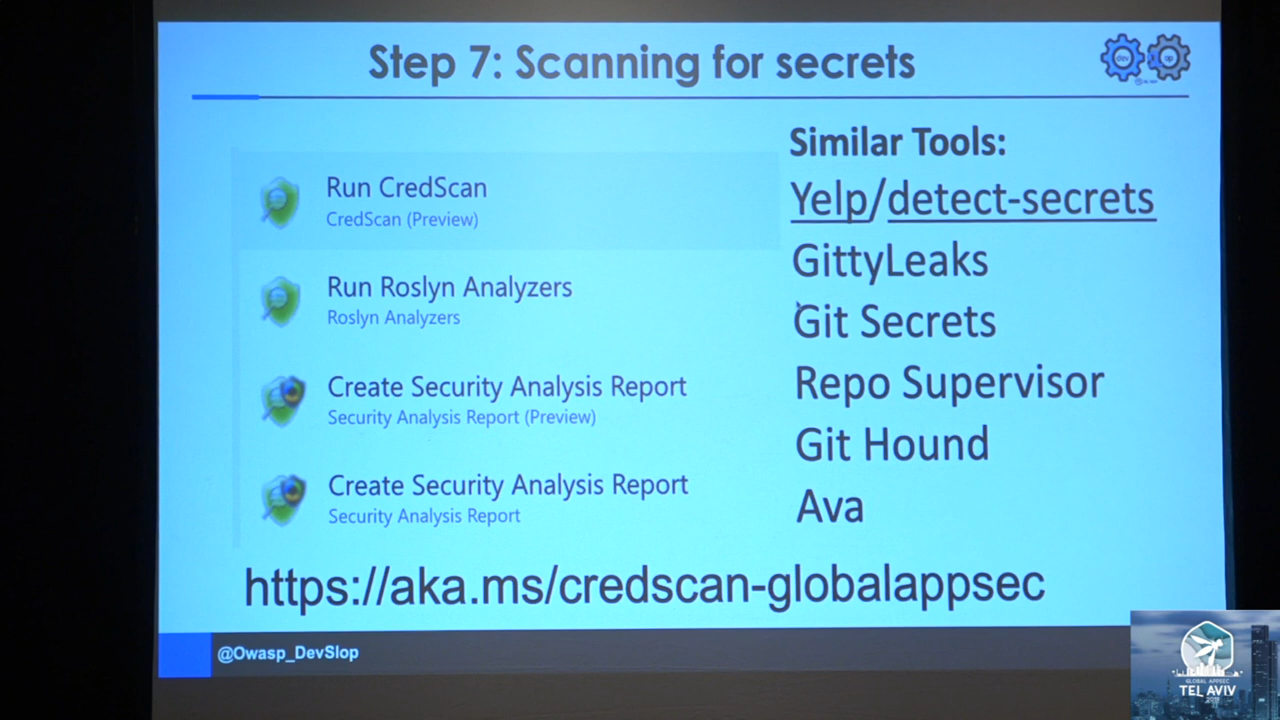 Step 7: Scanning for secrets
dev
op
Run CredScan
CredScan (Preview)
Run Roslyn Analyzers
Roslyn Analyzers
Create Security Analysis Report
Security Analysis Report (Preview)
Create Security Analysis Report
Security Analysis Report
Similar Tools:
Yelp/detect-secrets
GittyLeaks
Git Secrets
Repo Supervisor
Git Hound
Ava
https://aka.ms/credscan-globalappsec
@Owasp_DevSlop
GLOBAL APPSEC
TEL AVIV